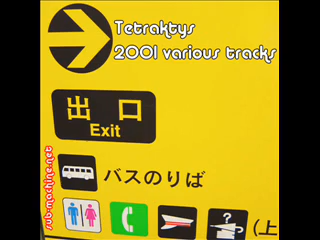 Tetraktys
2001 various tracks
出口
Exit
バスのりば
(上
sub-machine.net